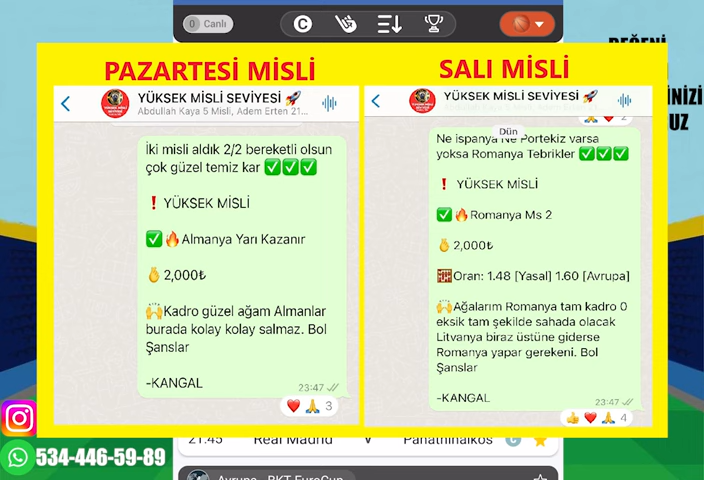 0 Canlı
PAZARTESİ MİSLİ
YÜKSEK MİSLİ SEVİYESİ 🚀
Abdullah Kaya 5 Misli, Adem Erten 21...
İki misli aldık 2/2 bereketli olsun
çok güzel temiz kar ✅✅✅
❗ YÜKSEK MİSLİ
✅🔥Almanya Yarı Kazanır
🥇2,000₺
🙌Kadro güzel ağam Almanlar
burada kolay kolay salmaz. Bol
Şanslar
-KANGAL
23:47
❤️🙏 3
SALI MİSLİ
YÜKSEK MİSLİ SEVİYESİ 🚀
2
Dün
Ne ispanya Ne Portekiz varsa
yoksa Romanya Tebrikler ✅✅✅
❗ YÜKSEK MİSLİ
✅🔥Romanya Ms 2
🥇2,000₺
Oran: 1.48 [Yasal] 1.60 [Avrupa]
🙌Ağalarım Romanya tam kadro 0
eksik tam şekilde sahada olacak
Litvanya biraz üstüne giderse
Romanya yapar gerekeni. Bol
Şanslar
-KANGAL
23:47
👍❤️🙏 4
21:45 Real Madrid V Panathinaikos C
Avrupa - BKT EuroCup
534-446-59-89